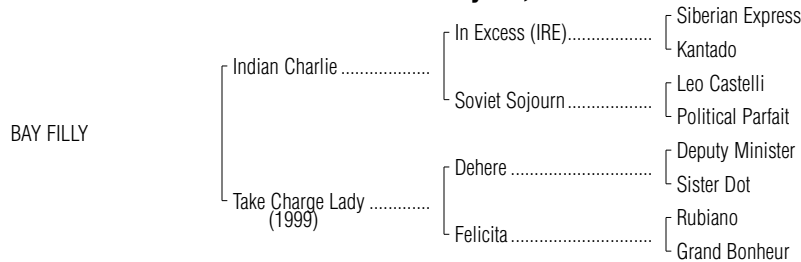 Siberian Express
In Excess (IRE)..................
Kantado
Indian Charlie ...................
Leo Castelli
Soviet Sojourn ..................
Political Parfait
BAY FILLY
Deputy Minister
Dehere ..............................
Sister Dot
Take Charge Lady .............
(1999)
Rubiano
Felicita ..............................
Grand Bonheur